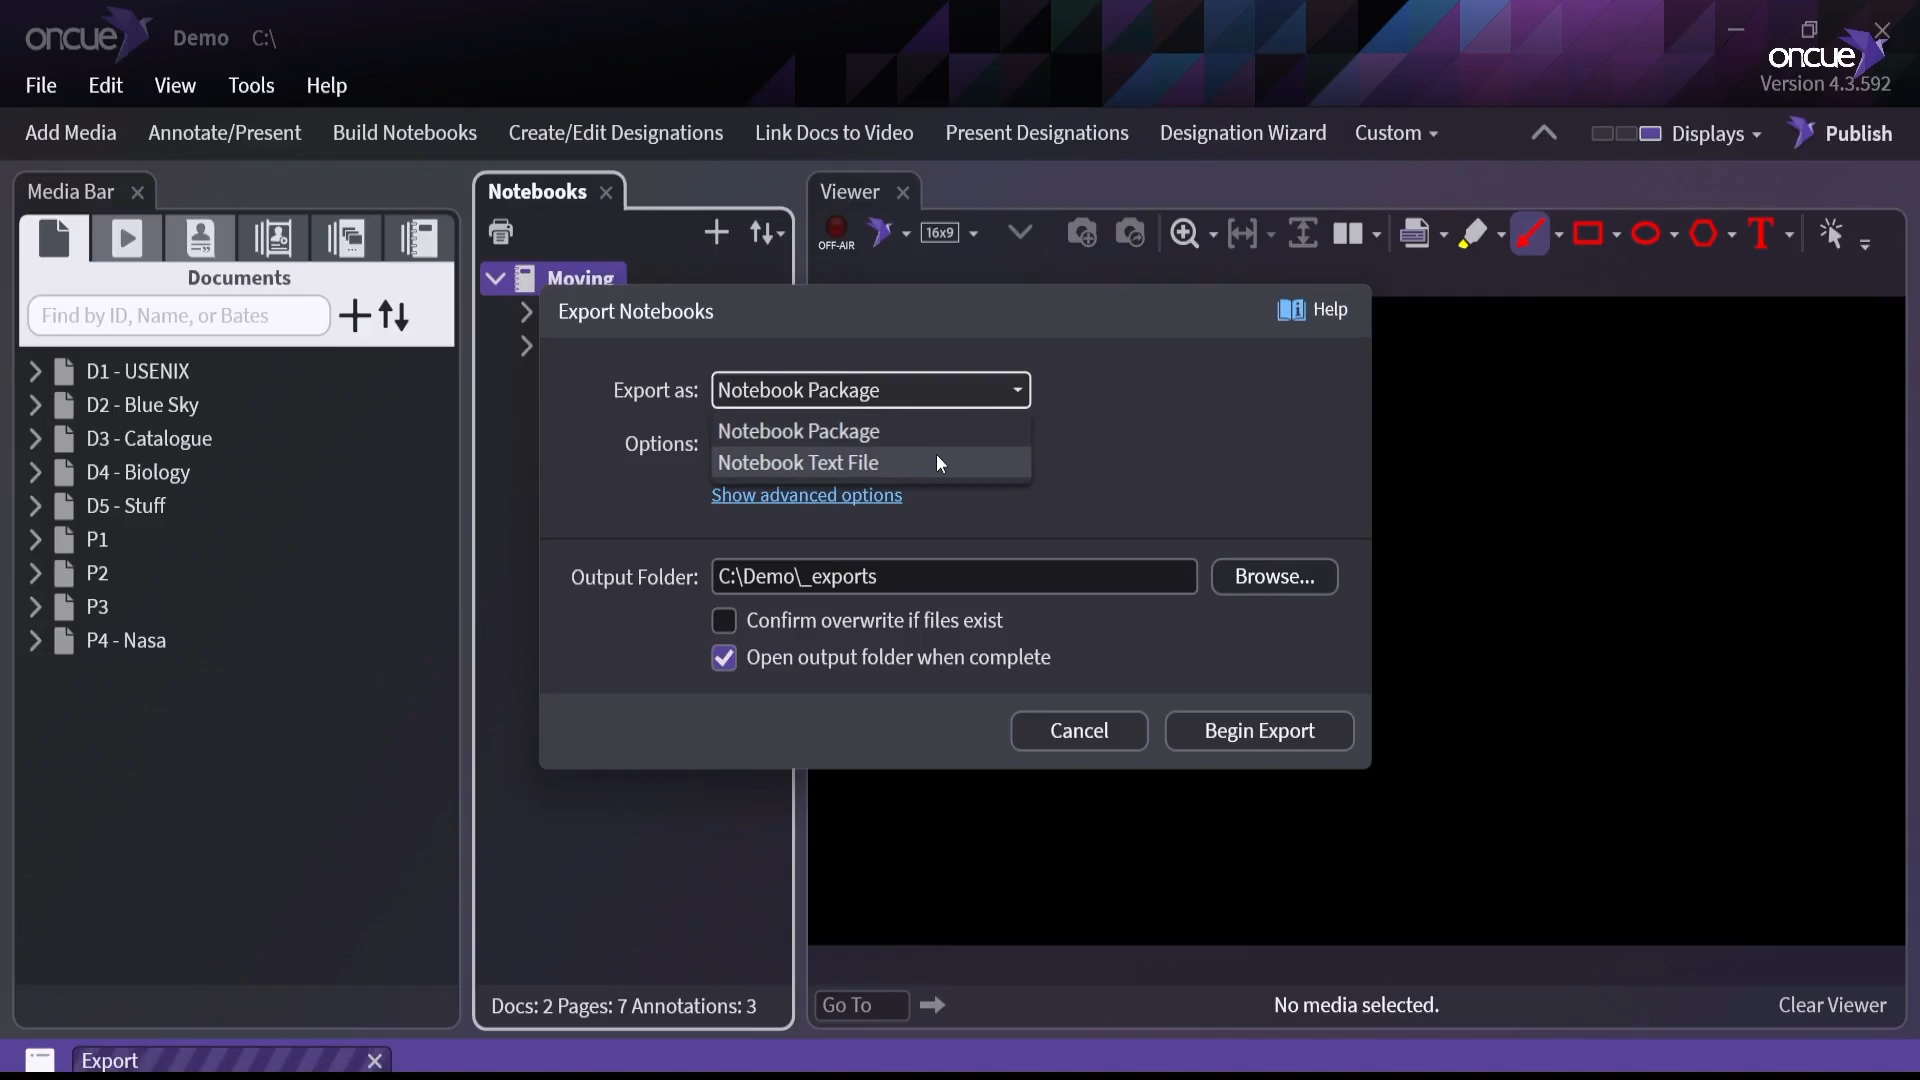 oncue Demo C:\
oncue
Version 4.3.592
File Edit View Tools Help
Add Media Annotate/Present Build Notebooks Create/Edit Designations Link Docs to Video Present Designations Designation Wizard Custom Displays Publish
Media Bar
Documents
Find by ID, Name, or Bates
D1 - USENIX
D2 - Blue Sky
D3 - Catalogue
D4 - Biology
D5 - Stuff
P1
P2
P3
P4 - Nasa
Notebooks
Moving
Docs: 2 Pages: 7 Annotations: 3
Viewer
OFF-AIR
16x9
T
Export Notebooks
Help
Export as: Notebook Package
Notebook Package
Options:
Notebook Text File
Show advanced options
Output Folder: C:\Demo\_exports Browse...
Confirm overwrite if files exist
Open output folder when complete
Cancel Begin Export
Go To No media selected. Clear Viewer
Export